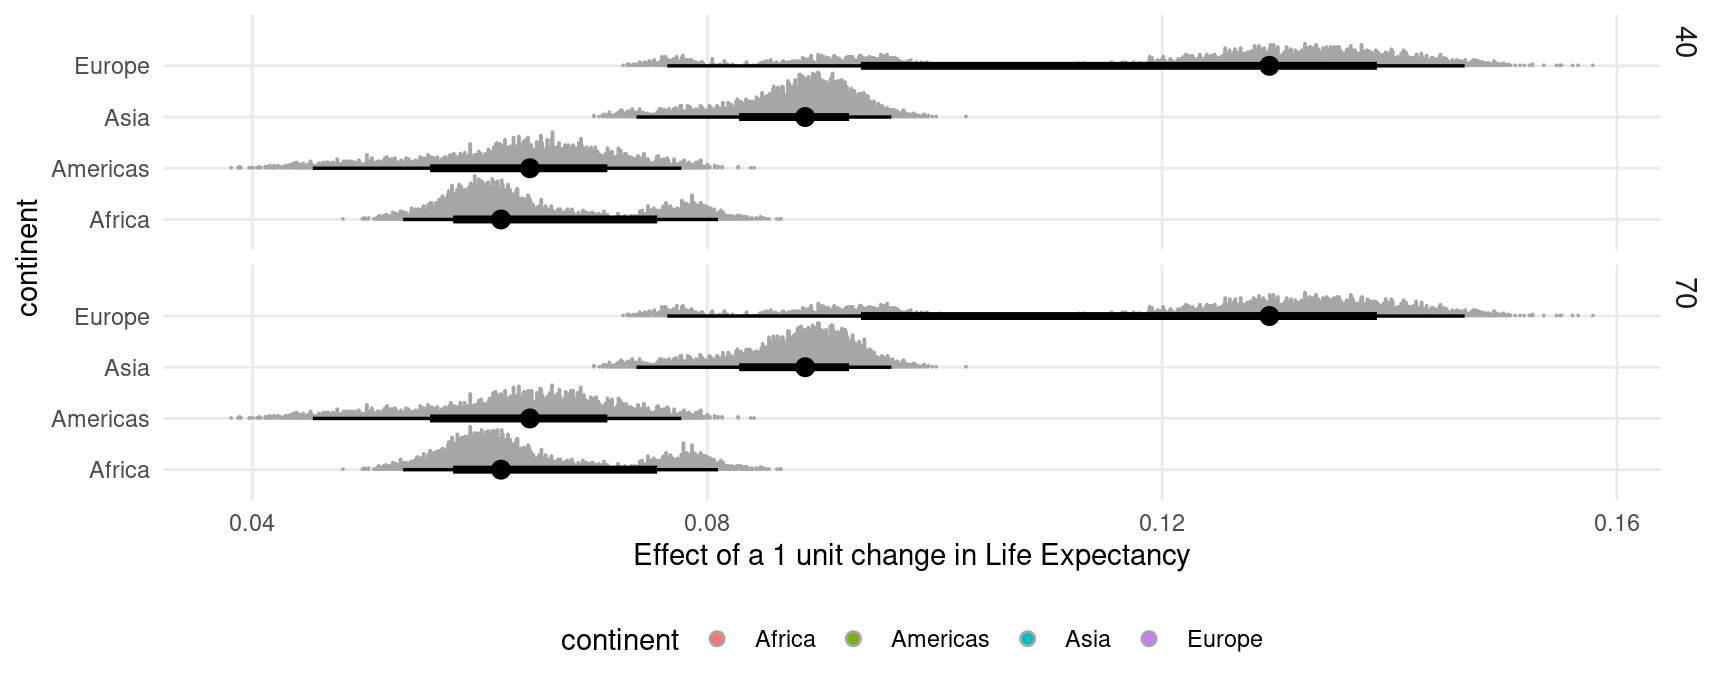 40
Europe
Asia
Americas
Africa
continent
70
Europe
Asia
Americas
Africa
0.04 0.08 0.12 0.16
Effect of a 1 unit change in Life Expectancy
continent Africa Americas Asia Europe